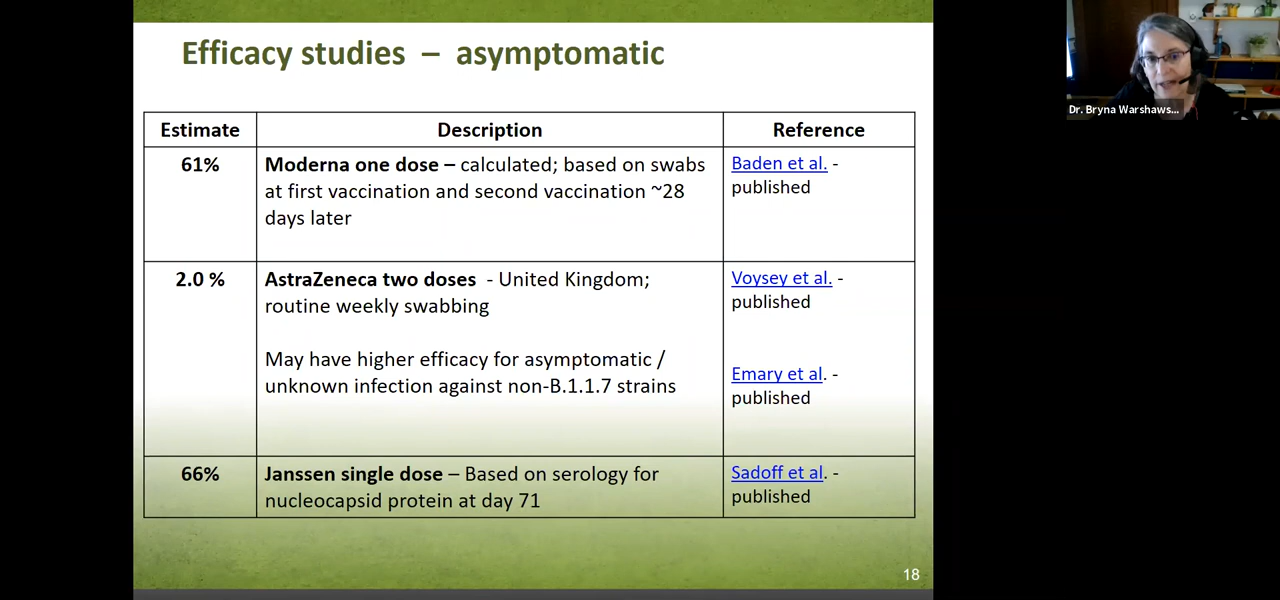 Efficacy studies – asymptomatic
Estimate
Description
Reference
61%
Moderna one dose – calculated; based on swabs
at first vaccination and second vaccination ~28
days later
Baden et al. -
published
2.0 %
AstraZeneca two doses - United Kingdom;
routine weekly swabbing
May have higher efficacy for asymptomatic /
unknown infection against non-B.1.1.7 strains
Voysey et al. -
published
Emary et al. -
published
66%
Janssen single dose – Based on serology for
nucleocapsid protein at day 71
Sadoff et al. -
published
18
Dr. Bryna Warshaws...